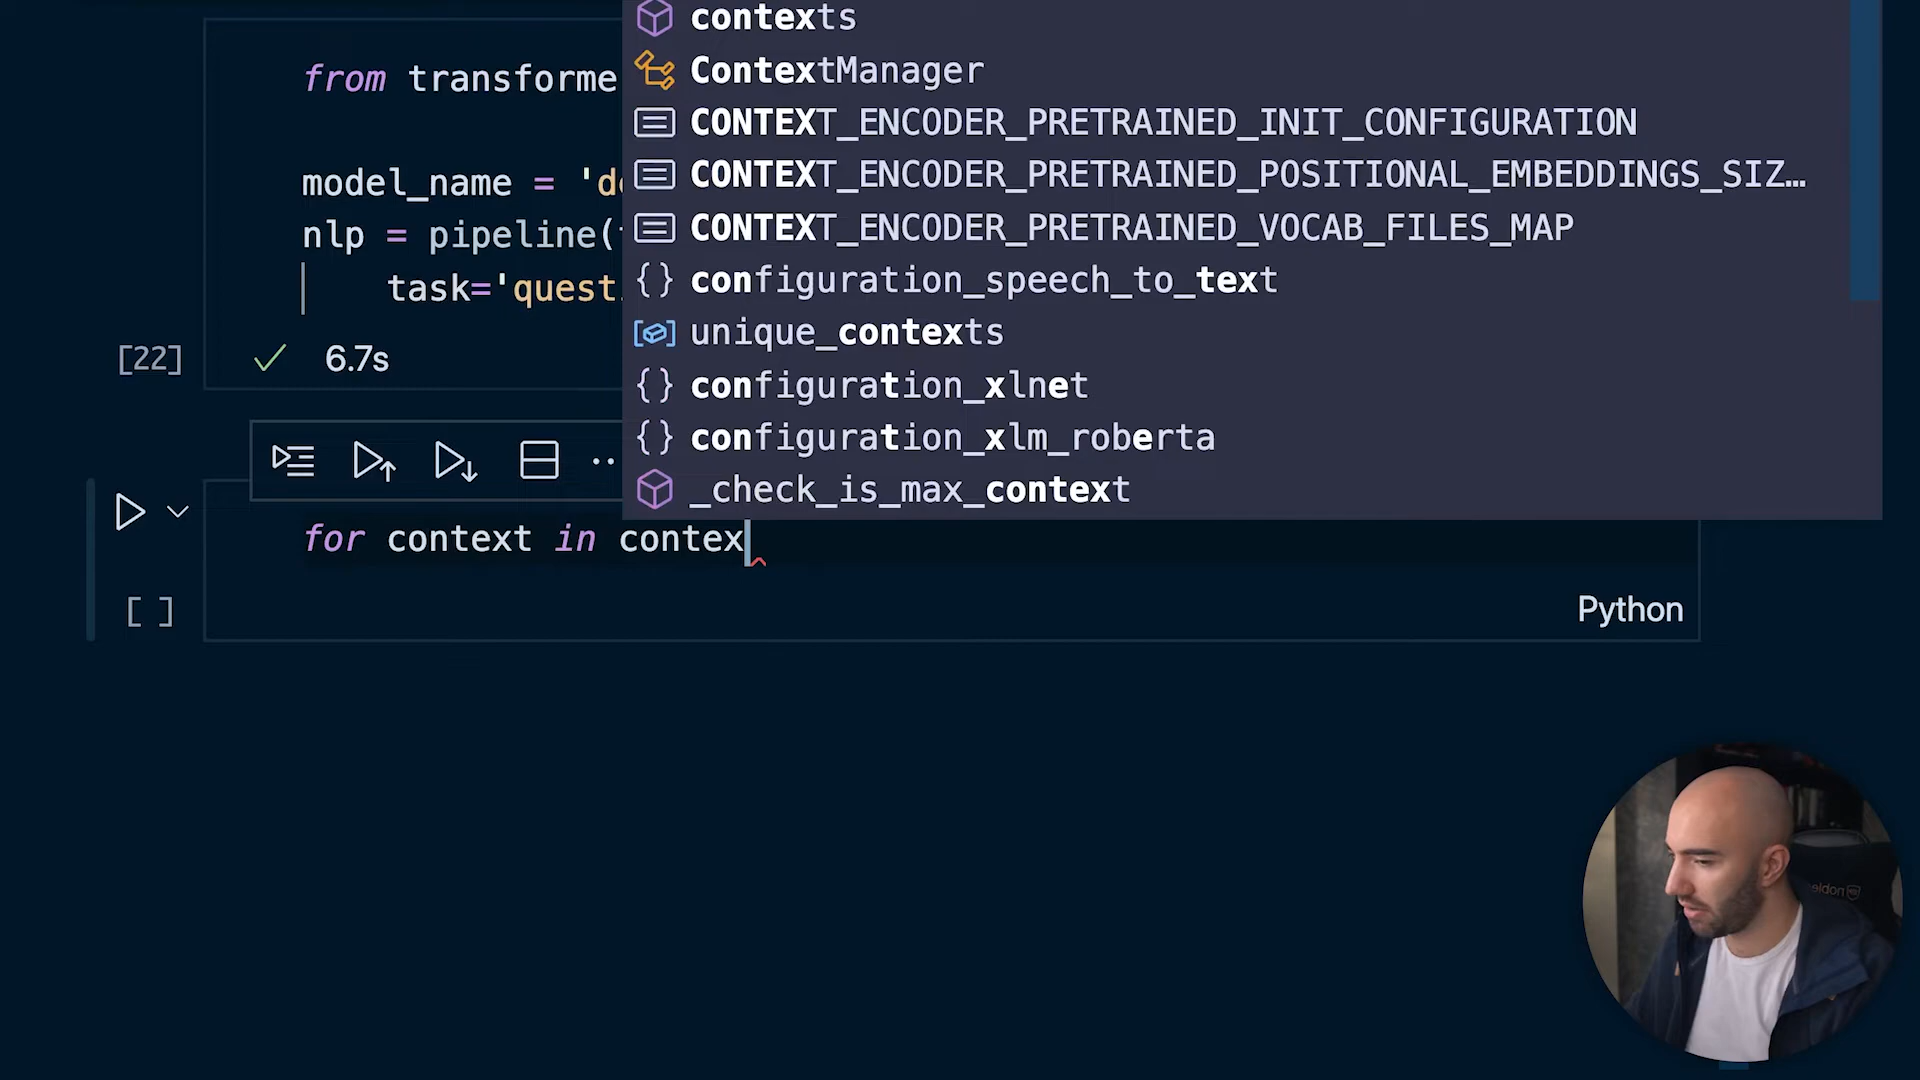 contexts
from transforme
ContextManager
CONTEXT_ENCODER_PRETRAINED_INIT_CONFIGURATION
model_name = 'd
CONTEXT_ENCODER_PRETRAINED_POSITIONAL_EMBEDDINGS_SIZ…
nlp = pipeline(
CONTEXT_ENCODER_PRETRAINED_VOCAB_FILES_MAP
task='quest
configuration_speech_to_text
[22] 6.7s
unique_contexts
configuration_xlnet
configuration_xlm_roberta
_check_is_max_context
for context in contex
[ ]
Python
noble